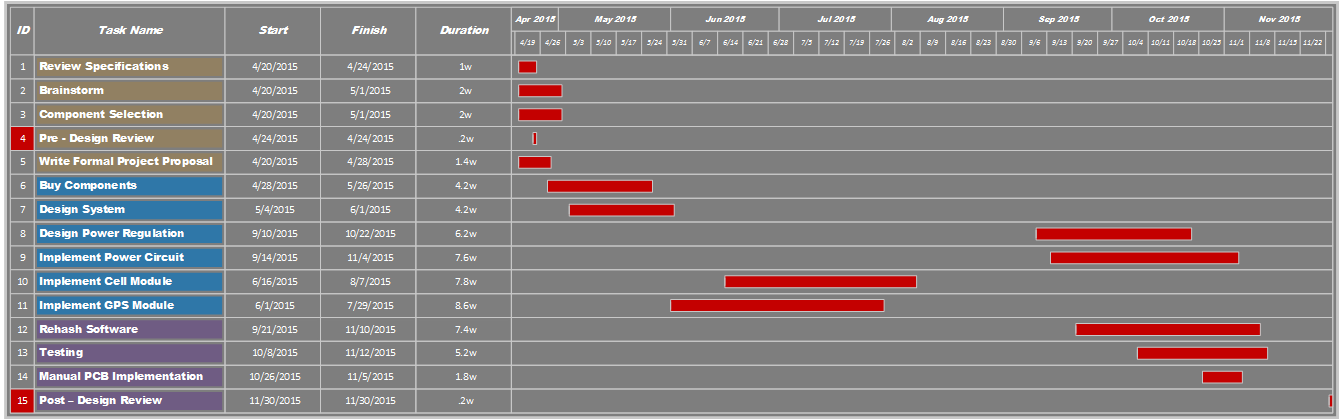 ID Task Name Start Finish Duration Apr 2015 May 2015 Jun 2015 Jul 2015 Aug 2015 Sep 2015 Oct 2015 Nov 2015
4/19 4/26 5/3 5/10 5/17 5/24 5/31 6/7 6/14 6/21 6/28 7/5 7/12 7/19 7/26 8/2 8/9 8/16 8/23 8/30 9/6 9/13 9/20 9/27 10/4 10/11 10/18 10/25 11/1 11/8 11/15 11/22
1 Review Specifications 4/20/2015 4/24/2015 1w
2 Brainstorm 4/20/2015 5/1/2015 2w
3 Component Selection 4/20/2015 5/1/2015 2w
4 Pre - Design Review 4/24/2015 4/24/2015 .2w
5 Write Formal Project Proposal 4/20/2015 4/28/2015 1.4w
6 Buy Components 4/28/2015 5/26/2015 4.2w
7 Design System 5/4/2015 6/1/2015 4.2w
8 Design Power Regulation 9/10/2015 10/22/2015 6.2w
9 Implement Power Circuit 9/14/2015 11/4/2015 7.6w
10 Implement Cell Module 6/16/2015 8/7/2015 7.8w
11 Implement GPS Module 6/1/2015 7/29/2015 8.6w
12 Rehash Software 9/21/2015 11/10/2015 7.4w
13 Testing 10/8/2015 11/12/2015 5.2w
14 Manual PCB Implementation 10/26/2015 11/5/2015 1.8w
15 Post – Design Review 11/30/2015 11/30/2015 .2w